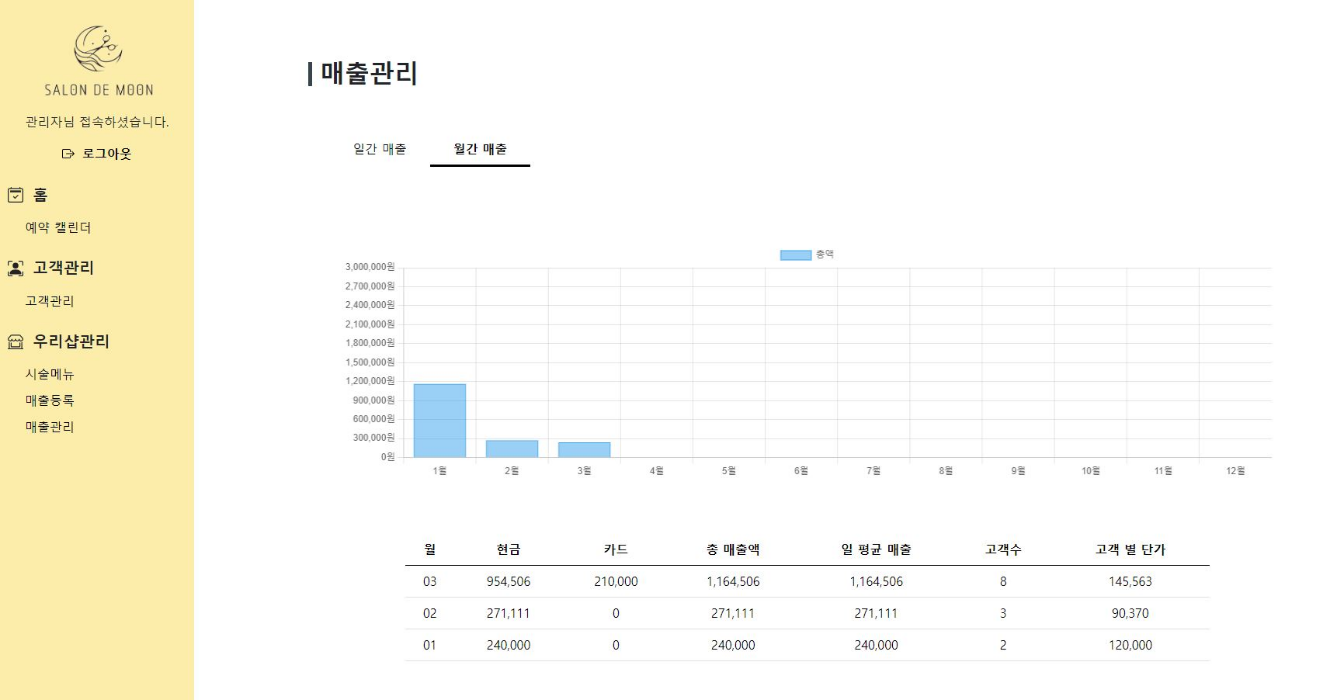 SALON DE MOON
관리자님 접속하셨습니다.
로그아웃
홈
예약 캘린더
고객관리
고객관리
우리샵관리
시술메뉴
매출등록
매출관리
매출관리
일간 매출 월간 매출
총액
3,000,000원
2,700,000원
2,400,000원
2,100,000원
1,800,000원
1,500,000원
1,200,000원
900,000원
600,000원
300,000원
0원
1월 2월 3월 4월 5월 6월 7월 8월 9월 10월 11월 12월
월 현금 카드 총 매출액 일 평균 매출 고객수 고객 별 단가
03 954,506 210,000 1,164,506 1,164,506 8 145,563
02 271,111 0 271,111 271,111 3 90,370
01 240,000 0 240,000 240,000 2 120,000